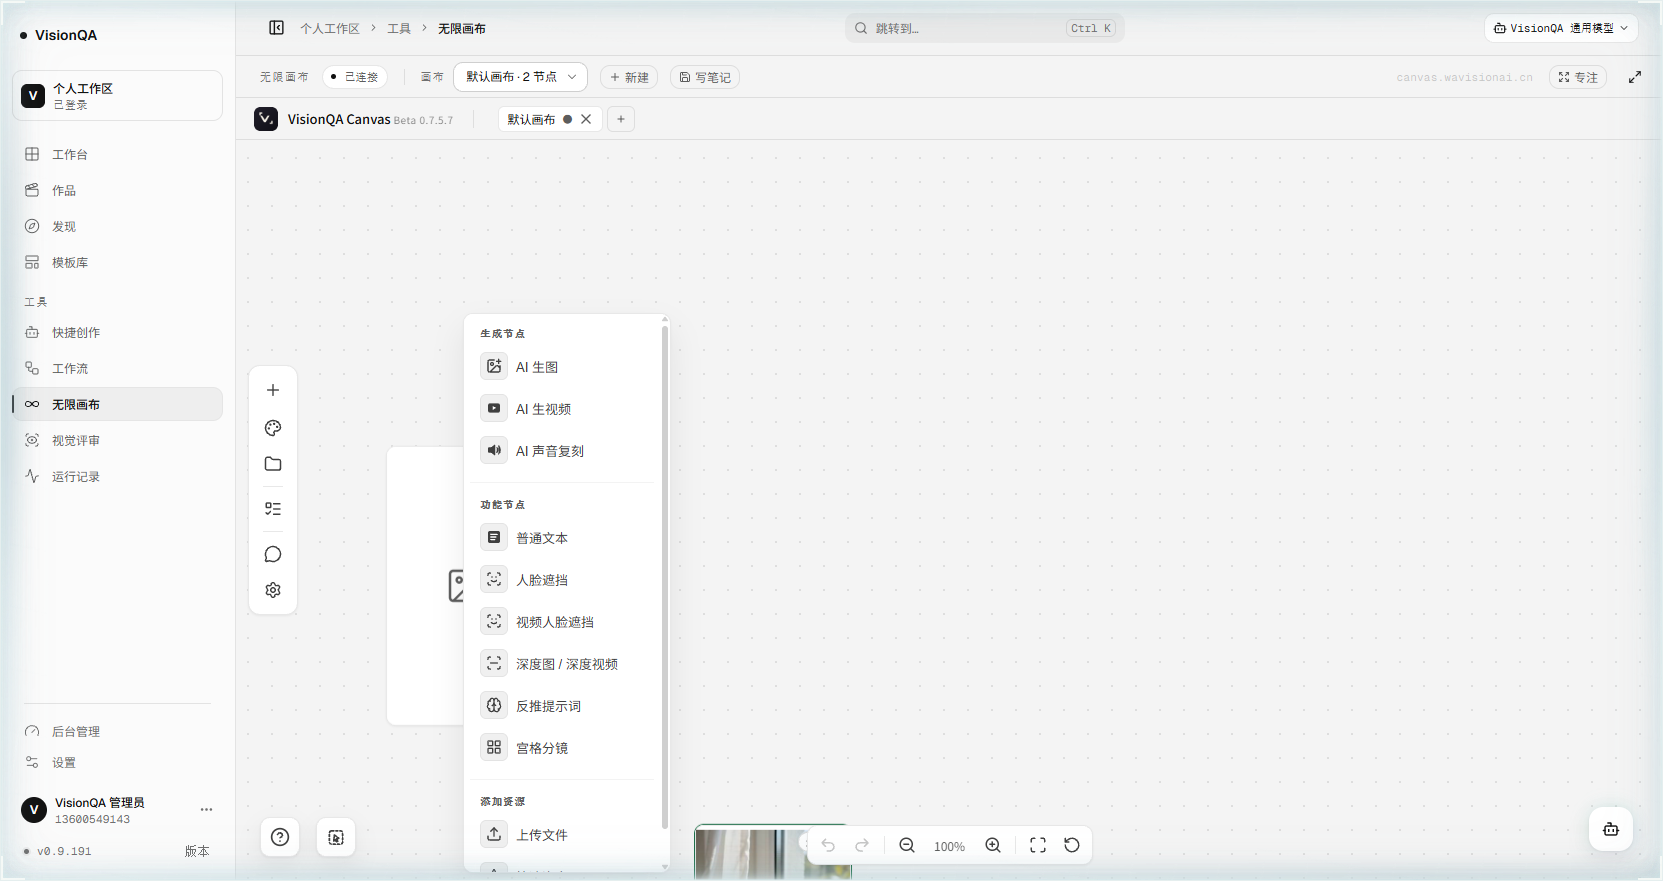 VisionQA
个人工作区 工具 无限画布
跳转到... Ctrl K
VisionQA 通用模型
V
个人工作区
已登录
无限画布 已连接 画布 默认画布 · 2 节点 新建 写笔记
canvas.wavisionai.cn 专注
VisionQA Canvas Beta 0.7.5.7 默认画布
工作台
作品
发现
模板库
工具
快捷创作
工作流
无限画布
视觉评审
运行记录
生成节点
AI 生图
AI 生视频
AI 声音复刻
功能节点
普通文本
人脸遮挡
视频人脸遮挡
深度图 / 深度视频
反推提示词
宫格分镜
添加资源
上传文件
后台管理
设置
V
VisionQA 管理员
13600549143
v0.9.191 版本
100%